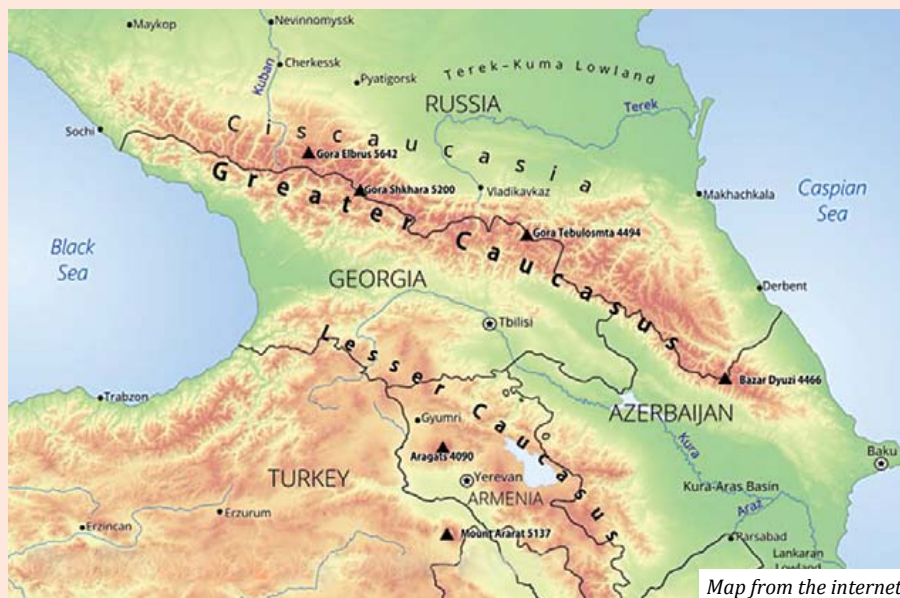 Maykop
Nevinnomyssk
Cherkessk
Kuban
Pyatigorsk
Terek-Kuma Lowland
RUSSIA
Terek
Sochi
Ciscaucasia
Gora Elbrus 5642
Greater Caucasus
Gora Shkhara 5200
Vladikavkaz
Makhachkala
Caspian
Sea
Black
Sea
Gora Tebulosmta 4494
GEORGIA
Derbent
Tbilisi
Lesser Caucasus
Bazar Dyuzi 4466
Trabzon
AZERBAIJAN
Gyumri
Kura
Aragats 4090
Baku
TURKEY
Yerevan
ARMENIA
Kura-Aras Basin
Araz
Erzincan
Erzurum
Mount Ararat 5137
Parsabad
Lankaran
Lowland
Map from the internet